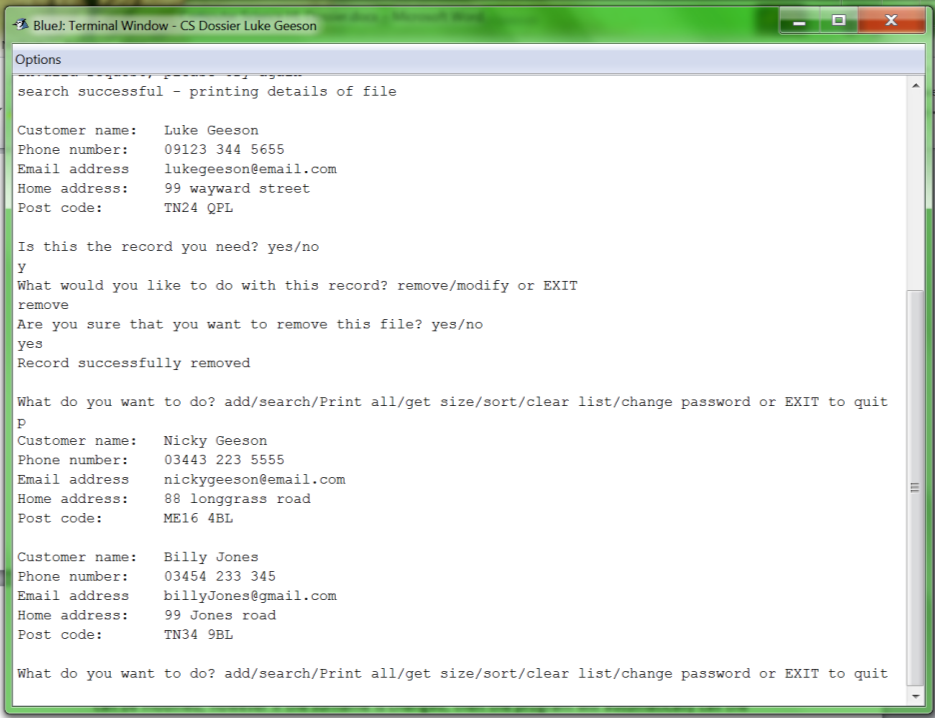 BlueJ: Terminal Window - CS Dossier Luke Geeson
Options
search successful - printing details of file
Customer name: Luke Geeson
Phone number: 09123 344 5655
Email address lukegeeson@email.com
Home address: 99 wayward street
Post code: TN24 QPL
Is this the record you need? yes/no
y
What would you like to do with this record? remove/modify or EXIT
remove
Are you sure that you want to remove this file? yes/no
yes
Record successfully removed
What do you want to do? add/search/Print all/get size/sort/clear list/change password or EXIT to quit
p
Customer name: Nicky Geeson
Phone number: 03443 223 5555
Email address nickygeeson@email.com
Home address: 88 longgrass road
Post code: ME16 4BL
Customer name: Billy Jones
Phone number: 03454 233 345
Email address billyJones@gmail.com
Home address: 99 Jones road
Post code: TN34 9BL
What do you want to do? add/search/Print all/get size/sort/clear list/change password or EXIT to quit